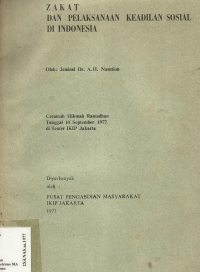 ZAKAT
DAN PELAKSANAAN KEADILAN SOSIAL
DI INDONESIA
Oleh: Jendral Dr. A.H. Nasution
Ceramah Hikmah Ramadhan
Tanggal 10 September 1977
di Teater IKIP Jakarta
Diperbanyak
oleh
PUSAT PENGABDIAN MASYARAKAT
IKIP JAKARTA
1977